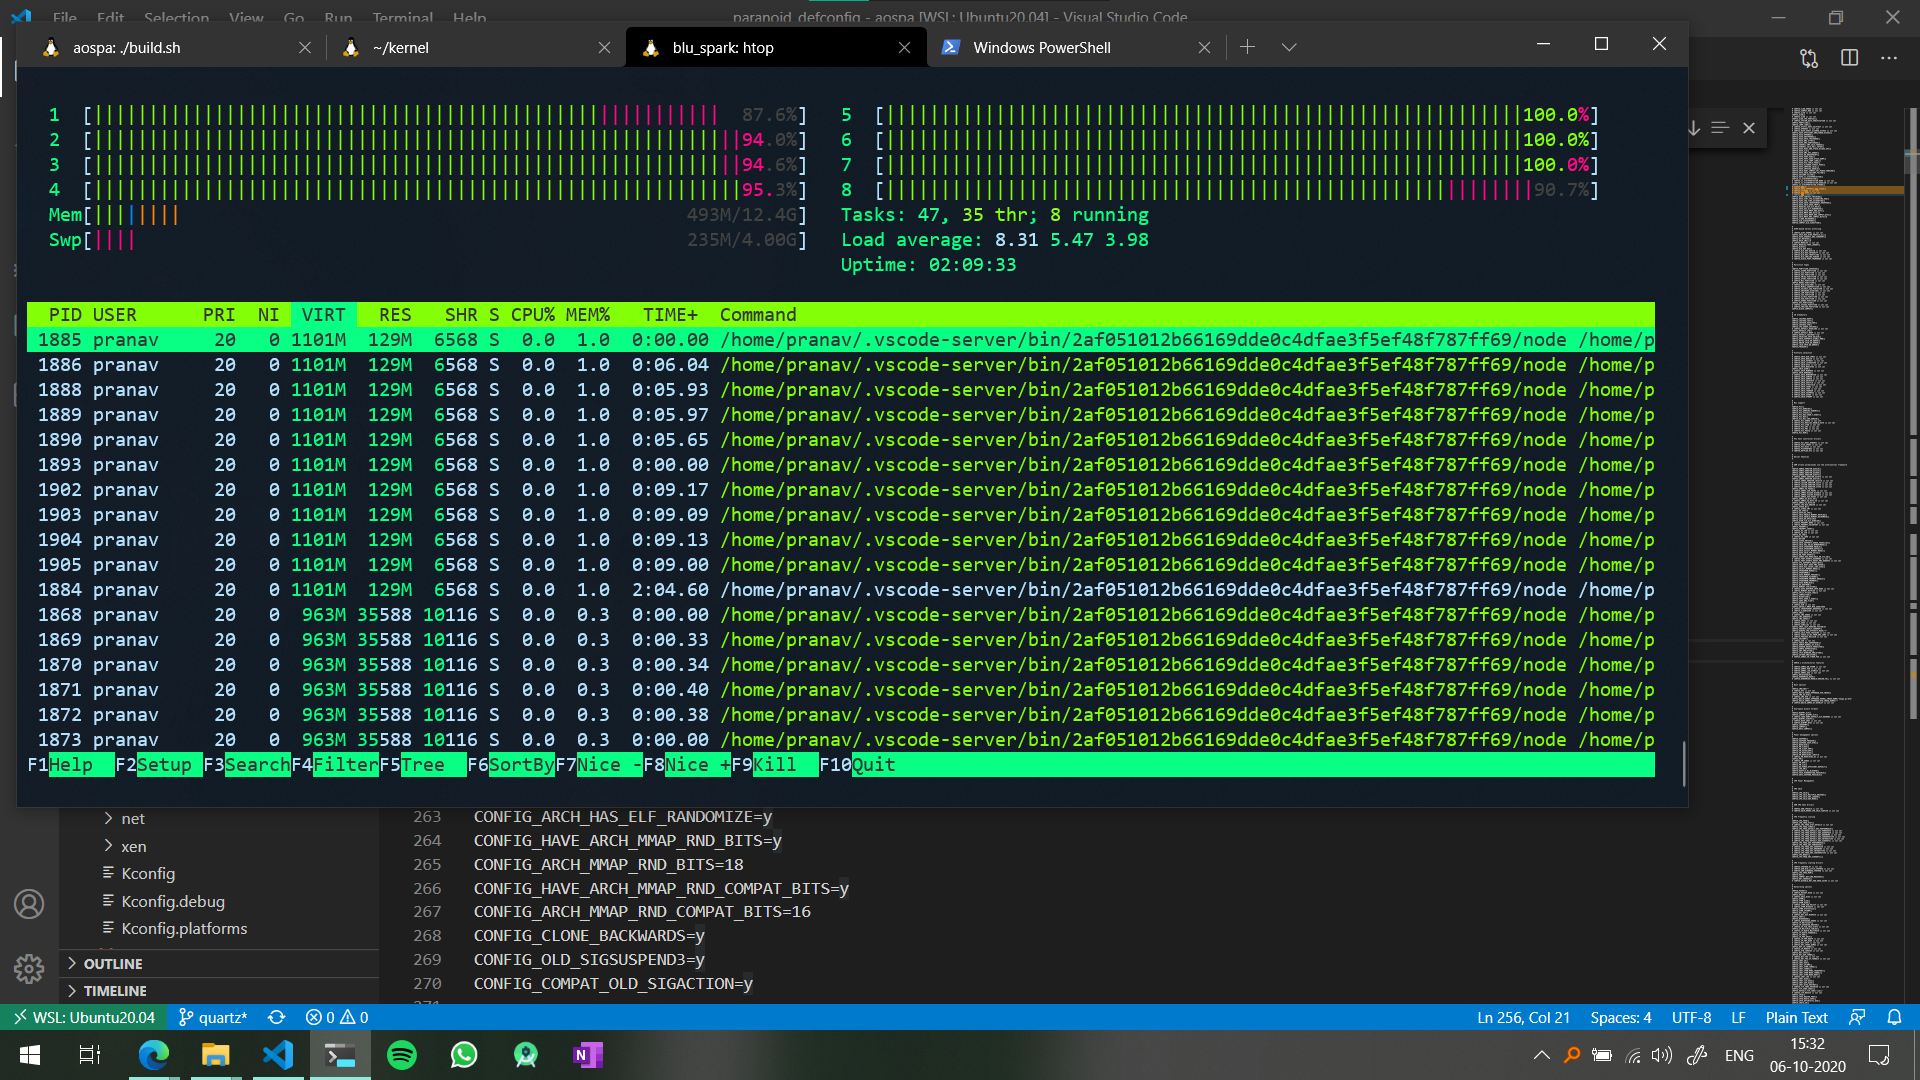 File Edit Selection View Go Run Terminal Help
paranoid_defconfig - aospa [WSL: Ubuntu20.04] - Visual Studio Code
aospa: ./build.sh
~/kernel
blu_spark: htop
Windows PowerShell
1 [ 87.6%] 5 [ 100.0%]
2 [ 94.0%] 6 [ 100.0%]
3 [ 94.6%] 7 [ 100.0%]
4 [ 95.3%] 8 [ 90.7%]
Mem[ 493M/12.4G] Tasks: 47, 35 thr; 8 running
Swp[ 235M/4.00G] Load average: 8.31 5.47 3.98
Uptime: 02:09:33
PID USER PRI NI VIRT RES SHR S CPU% MEM% TIME+ Command
1885 pranav 20 0 1101M 129M 6568 S 0.0 1.0 0:00.00 /home/pranav/.vscode-server/bin/2af051012b66169dde0c4dfae3f5ef48f787ff69/node /home/p
1886 pranav 20 0 1101M 129M 6568 S 0.0 1.0 0:06.04 /home/pranav/.vscode-server/bin/2af051012b66169dde0c4dfae3f5ef48f787ff69/node /home/p
1888 pranav 20 0 1101M 129M 6568 S 0.0 1.0 0:05.93 /home/pranav/.vscode-server/bin/2af051012b66169dde0c4dfae3f5ef48f787ff69/node /home/p
1889 pranav 20 0 1101M 129M 6568 S 0.0 1.0 0:05.97 /home/pranav/.vscode-server/bin/2af051012b66169dde0c4dfae3f5ef48f787ff69/node /home/p
1890 pranav 20 0 1101M 129M 6568 S 0.0 1.0 0:05.65 /home/pranav/.vscode-server/bin/2af051012b66169dde0c4dfae3f5ef48f787ff69/node /home/p
1893 pranav 20 0 1101M 129M 6568 S 0.0 1.0 0:00.00 /home/pranav/.vscode-server/bin/2af051012b66169dde0c4dfae3f5ef48f787ff69/node /home/p
1902 pranav 20 0 1101M 129M 6568 S 0.0 1.0 0:09.17 /home/pranav/.vscode-server/bin/2af051012b66169dde0c4dfae3f5ef48f787ff69/node /home/p
1903 pranav 20 0 1101M 129M 6568 S 0.0 1.0 0:09.09 /home/pranav/.vscode-server/bin/2af051012b66169dde0c4dfae3f5ef48f787ff69/node /home/p
1904 pranav 20 0 1101M 129M 6568 S 0.0 1.0 0:09.13 /home/pranav/.vscode-server/bin/2af051012b66169dde0c4dfae3f5ef48f787ff69/node /home/p
1905 pranav 20 0 1101M 129M 6568 S 0.0 1.0 0:09.00 /home/pranav/.vscode-server/bin/2af051012b66169dde0c4dfae3f5ef48f787ff69/node /home/p
1884 pranav 20 0 1101M 129M 6568 S 0.0 1.0 2:04.60 /home/pranav/.vscode-server/bin/2af051012b66169dde0c4dfae3f5ef48f787ff69/node /home/p
1868 pranav 20 0 963M 35588 10116 S 0.0 0.3 0:00.00 /home/pranav/.vscode-server/bin/2af051012b66169dde0c4dfae3f5ef48f787ff69/node /home/p
1869 pranav 20 0 963M 35588 10116 S 0.0 0.3 0:00.33 /home/pranav/.vscode-server/bin/2af051012b66169dde0c4dfae3f5ef48f787ff69/node /home/p
1870 pranav 20 0 963M 35588 10116 S 0.0 0.3 0:00.34 /home/pranav/.vscode-server/bin/2af051012b66169dde0c4dfae3f5ef48f787ff69/node /home/p
1871 pranav 20 0 963M 35588 10116 S 0.0 0.3 0:00.40 /home/pranav/.vscode-server/bin/2af051012b66169dde0c4dfae3f5ef48f787ff69/node /home/p
1872 pranav 20 0 963M 35588 10116 S 0.0 0.3 0:00.38 /home/pranav/.vscode-server/bin/2af051012b66169dde0c4dfae3f5ef48f787ff69/node /home/p
1873 pranav 20 0 963M 35588 10116 S 0.0 0.3 0:00.00 /home/pranav/.vscode-server/bin/2af051012b66169dde0c4dfae3f5ef48f787ff69/node /home/p
F1Help F2Setup F3SearchF4FilterF5Tree F6SortByF7Nice -F8Nice +F9Kill F10Quit
net
xen
Kconfig
Kconfig.debug
Kconfig.platforms
OUTLINE
TIMELINE
263 CONFIG_ARCH_HAS_ELF_RANDOMIZE=y
264 CONFIG_HAVE_ARCH_MMAP_RND_BITS=y
265 CONFIG_ARCH_MMAP_RND_BITS=18
266 CONFIG_HAVE_ARCH_MMAP_RND_COMPAT_BITS=y
267 CONFIG_ARCH_MMAP_RND_COMPAT_BITS=16
268 CONFIG_CLONE_BACKWARDS=y
269 CONFIG_OLD_SIGSUSPEND3=y
270 CONFIG_COMPAT_OLD_SIGACTION=y
WSL: Ubuntu20.04 quartz* 0 0 Ln 256, Col 21 Spaces: 4 UTF-8 LF Plain Text
ENG
15:32
06-10-2020